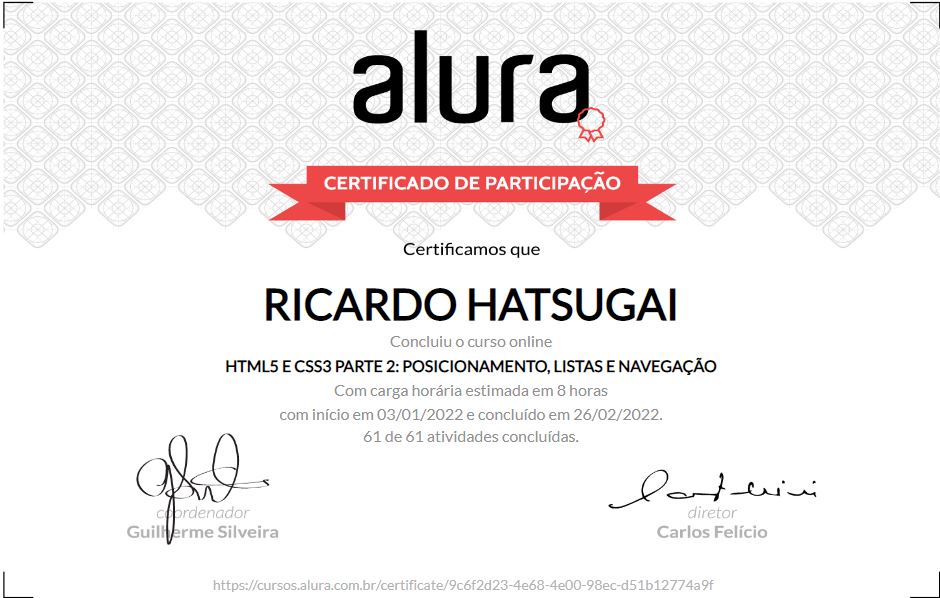 alura
CERTIFICADO DE PARTICIPAÇÃO
Certificamos que
RICARDO HATSUGAI
Concluiu o curso online
HTML5 E CSS3 PARTE 2: POSICIONAMENTO, LISTAS E NAVEGAÇÃO
Com carga horária estimada em 8 horas
com início em 03/01/2022 e concluído em 26/02/2022.
61 de 61 atividades concluídas.
coordenador
Guilherme Silveira
diretor
Carlos Felício
https://cursos.alura.com.br/certificate/9c6f2d23-4e68-4e00-98ec-d51b12774a9f